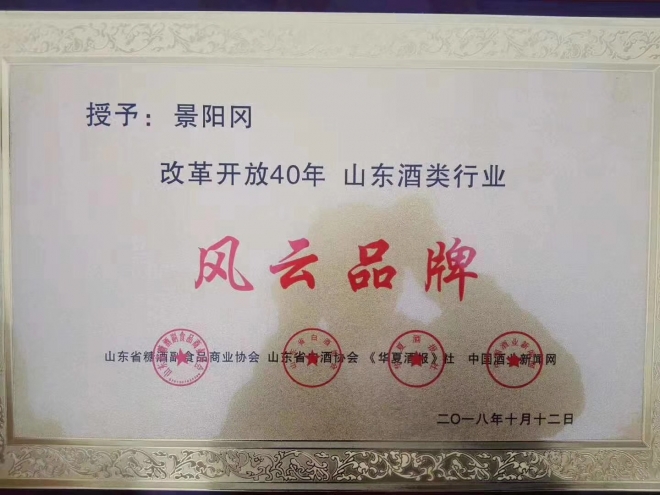 授予：景阳冈
改革开放40年 山东酒类行业
风云品牌
山东省糖酒副食品商业协会 山东省白酒协会 《华夏酒报》社 中国酒业新闻网
二〇一八年十月十二日